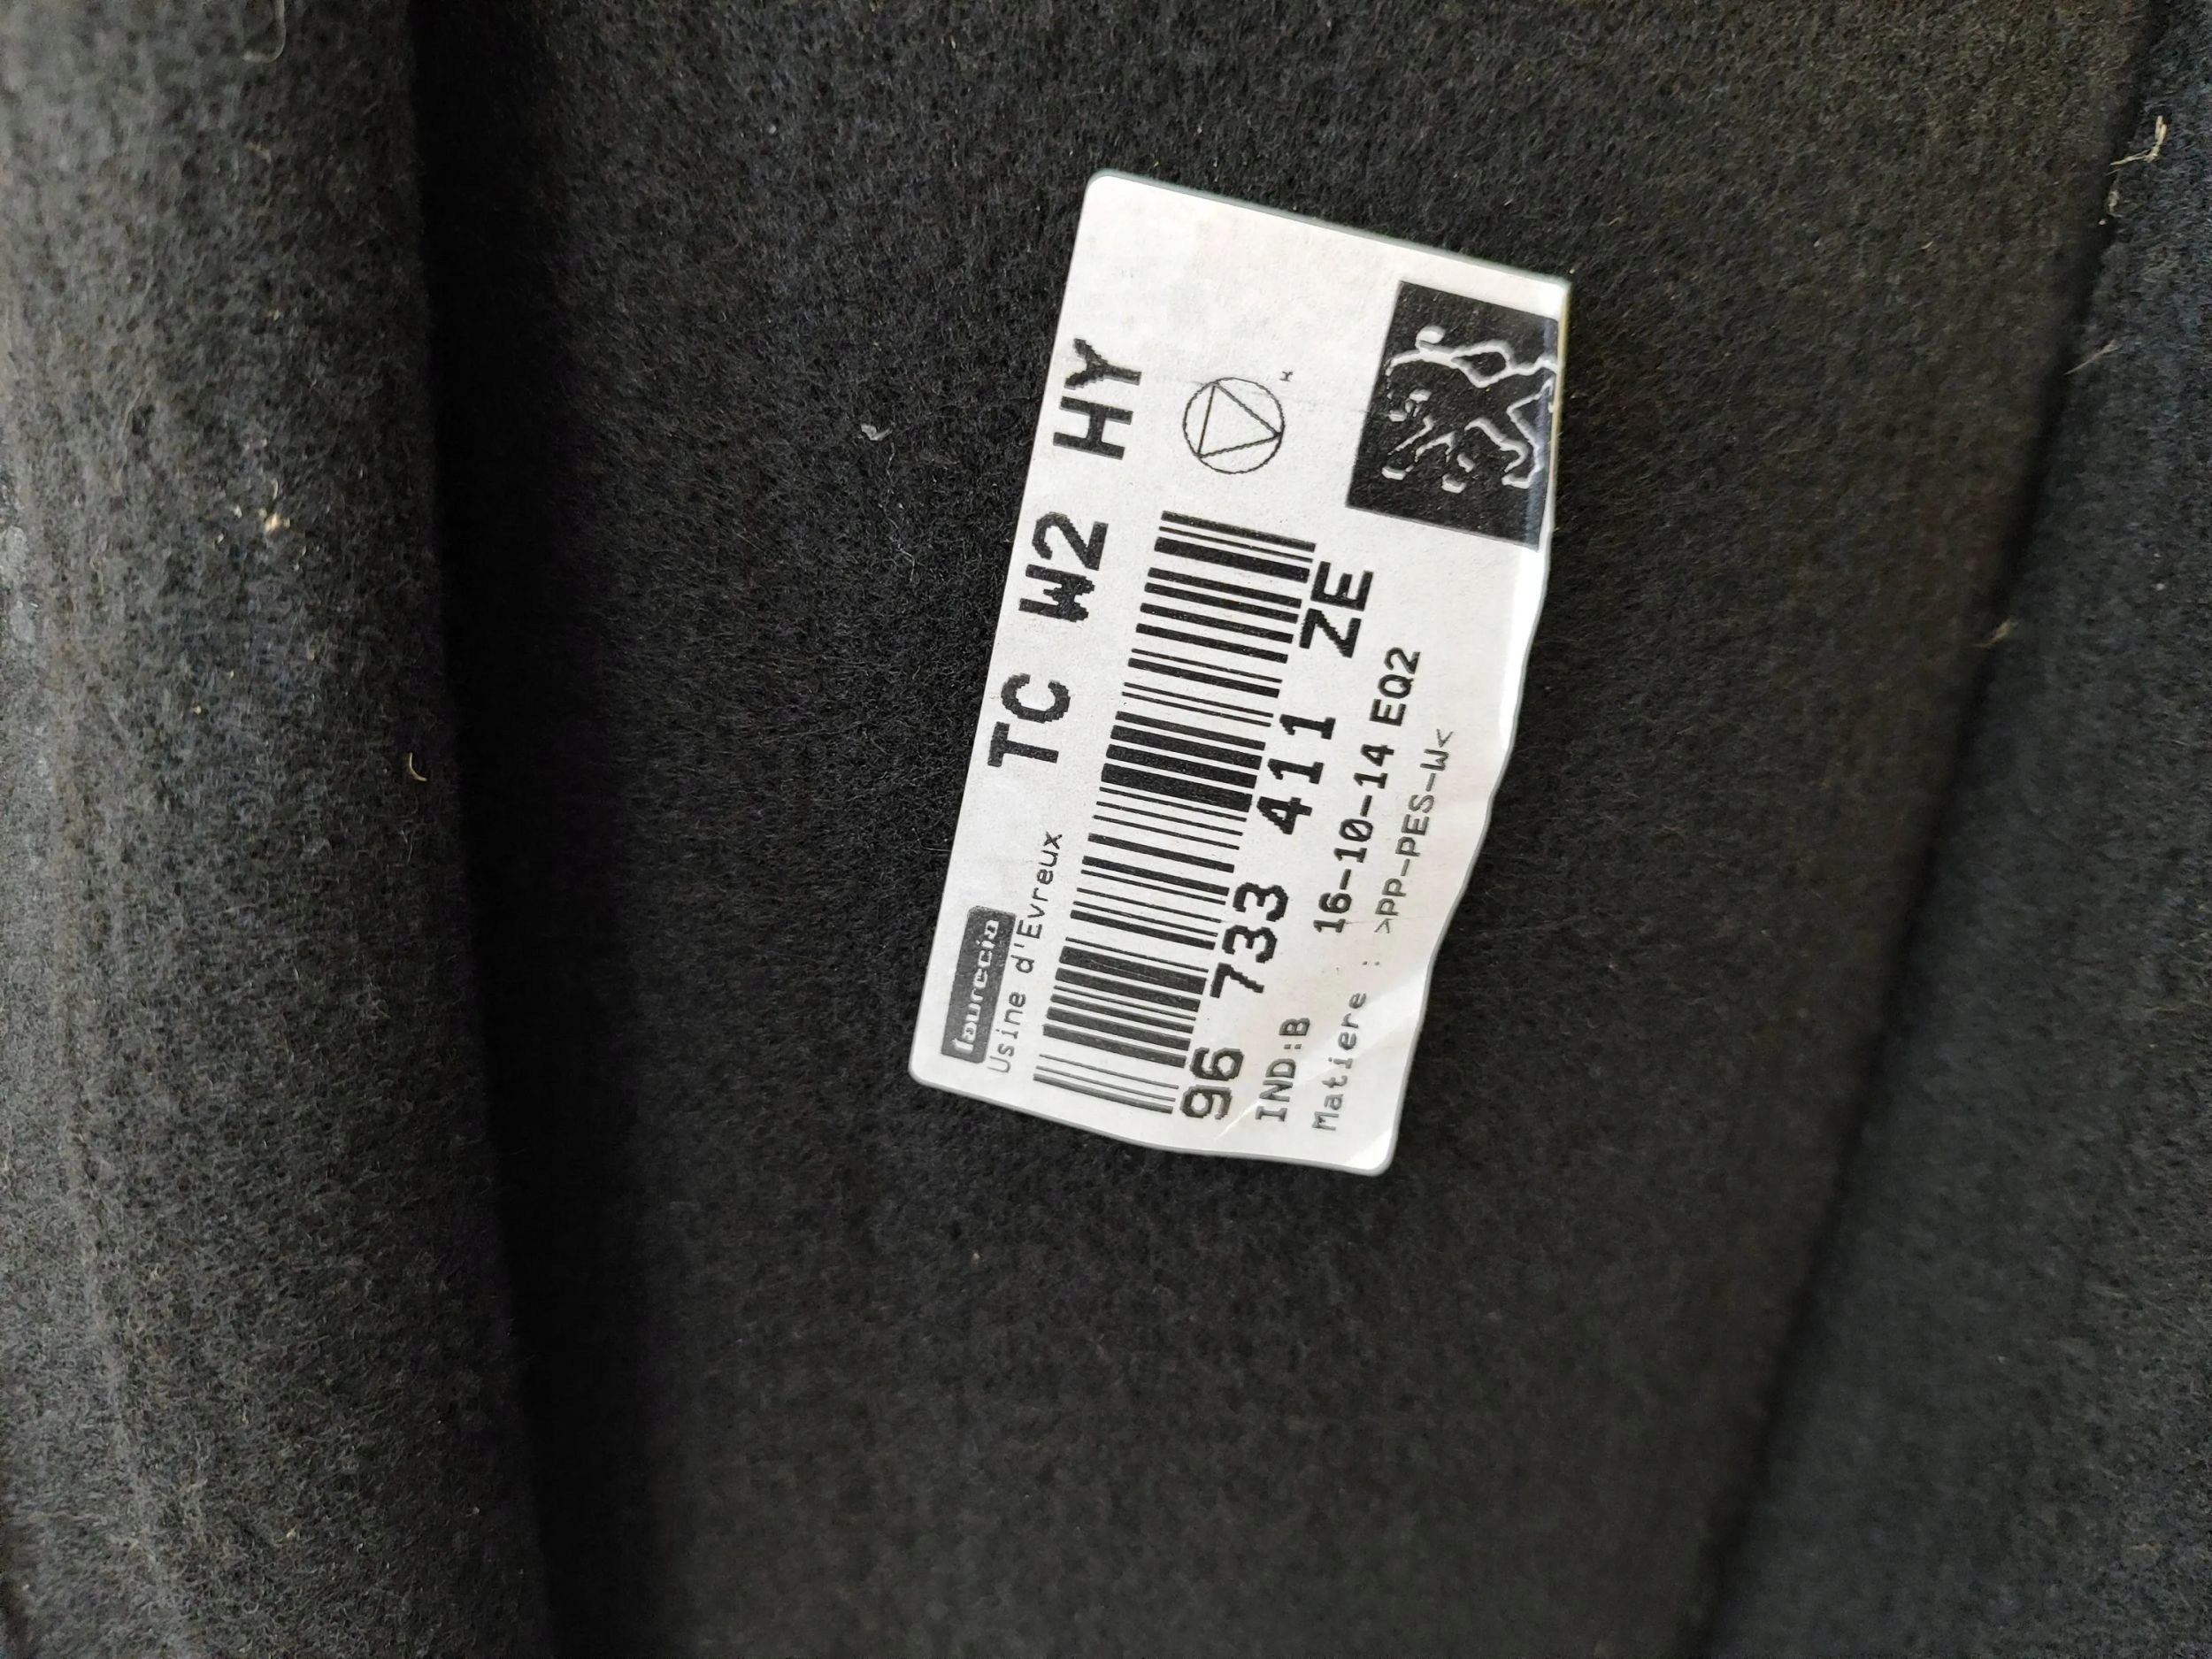 TC W2 HY
faurecia
Usine d'Evreux
96 733 411 ZE
IND:B 16-10-14 EQ2
Matiere : >PP-PES-W<